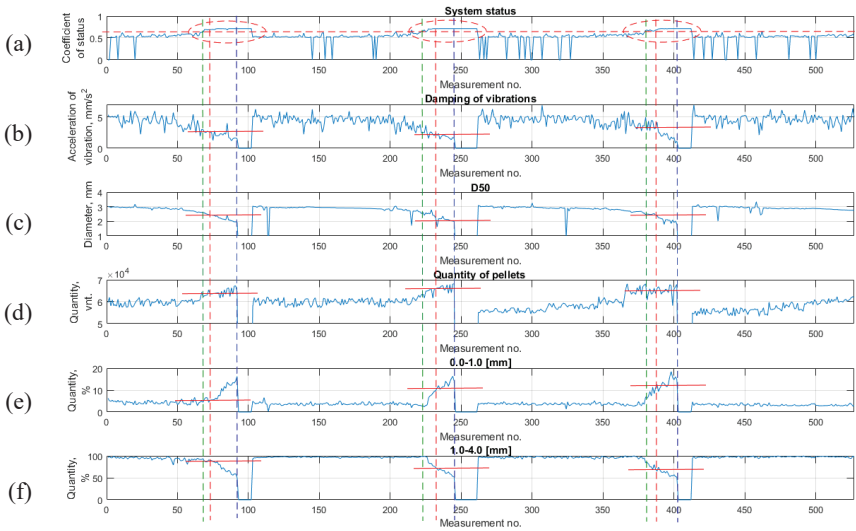 System status
(a)
Coefficient
of status
1
0.5
0
0 50 100 150 200 250 300 350 400 450 500
Measurement no.
Damping of vibrations
(b)
Acceleration of
vibration, mm/s²
5
0
0 50 100 150 200 250 300 350 400 450 500
Measurement no.
D50
(c)
Diameter, mm
4
3
2
1
0 50 100 150 200 250 300 350 400 450 500
Measurement no.
Quantity of pellets
× 10⁴
(d)
Quantity,
vnt.
7
6
5
0 50 100 150 200 250 300 350 400 450 500
Measurement no.
0.0-1.0 [mm]
(e)
Quantity,
%
20
10
0
0 50 100 150 200 250 300 350 400 450 500
Measurement no.
1.0-4.0 [mm]
(f)
Quantity,
%
100
50
0
0 50 100 150 200 250 300 350 400 450 500
Measurement no.